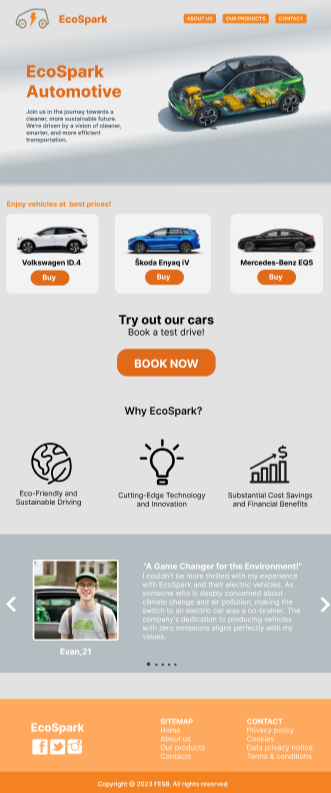 EcoSpark
ABOUT US
OUR PRODUCTS
CONTACT
EcoSpark
Automotive
Join us in the journey towards a
cleaner, more sustainable future.
We're driven by a vision of cleaner,
smarter, and more efficient
transportation.
Enjoy vehicles at best prices!
Volkswagen ID.4
Buy
Škoda Enyaq iV
Buy
Mercedes-Benz EQS
Buy
Try out our cars
Book a test drive!
BOOK NOW
Why EcoSpark?
Eco-Friendly and
Sustainable Driving
Cutting-Edge Technology
and Innovation
Substantial Cost Savings
and Financial Benefits
"A Game Changer for the Environment!"
I couldn't be more thrilled with my experience
with EcoSpark and their electric vehicles. As
someone who is deeply concerned about
climate change and air pollution, making the
switch to an electric car was a no-brainer. The
company's dedication to producing vehicles
with zero emissions aligns perfectly with my
values.
Evan,21
EcoSpark
SITEMAP
Home
About us
Our products
Contacts
CONTACT
Privacy policy
Cookies
Data privacy notice
Terms & conditions
Copyright @ 2023 FESB. All rights reserved